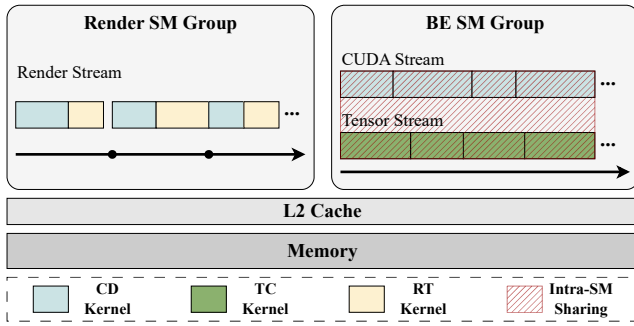 Render SM Group
Render Stream
...
BE SM Group
CUDA Stream
...
Tensor Stream
...
L2 Cache
Memory
CD Kernel
TC Kernel
RT Kernel
Intra-SM Sharing